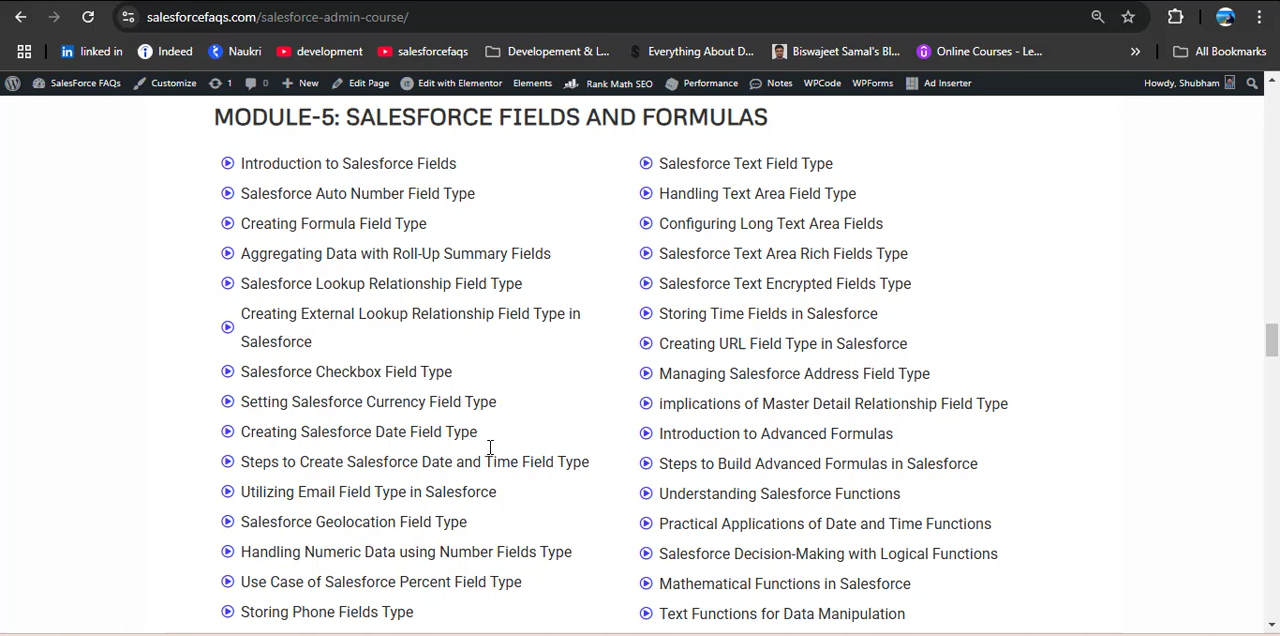 salesforcefaqs.com/salesforce-admin-course/
linked in
Indeed
Naukri
development
salesforcefaqs
Developement & L...
Everything About D...
Biswajeet Samal's Bl...
Online Courses - Le...
All Bookmarks
SalesForce FAQs
Customize
1
0
New
Edit Page
Edit with Elementor
Elements
Rank Math SEO
Performance
Notes
WPCode
WPForms
Ad Inserter
Howdy, Shubham
MODULE-5: SALESFORCE FIELDS AND FORMULAS
Introduction to Salesforce Fields
Salesforce Auto Number Field Type
Creating Formula Field Type
Aggregating Data with Roll-Up Summary Fields
Salesforce Lookup Relationship Field Type
Creating External Lookup Relationship Field Type in
Salesforce
Salesforce Checkbox Field Type
Setting Salesforce Currency Field Type
Creating Salesforce Date Field Type
Steps to Create Salesforce Date and Time Field Type
Utilizing Email Field Type in Salesforce
Salesforce Geolocation Field Type
Handling Numeric Data using Number Fields Type
Use Case of Salesforce Percent Field Type
Storing Phone Fields Type
Salesforce Text Field Type
Handling Text Area Field Type
Configuring Long Text Area Fields
Salesforce Text Area Rich Fields Type
Salesforce Text Encrypted Fields Type
Storing Time Fields in Salesforce
Creating URL Field Type in Salesforce
Managing Salesforce Address Field Type
implications of Master Detail Relationship Field Type
Introduction to Advanced Formulas
Steps to Build Advanced Formulas in Salesforce
Understanding Salesforce Functions
Practical Applications of Date and Time Functions
Salesforce Decision-Making with Logical Functions
Mathematical Functions in Salesforce
Text Functions for Data Manipulation